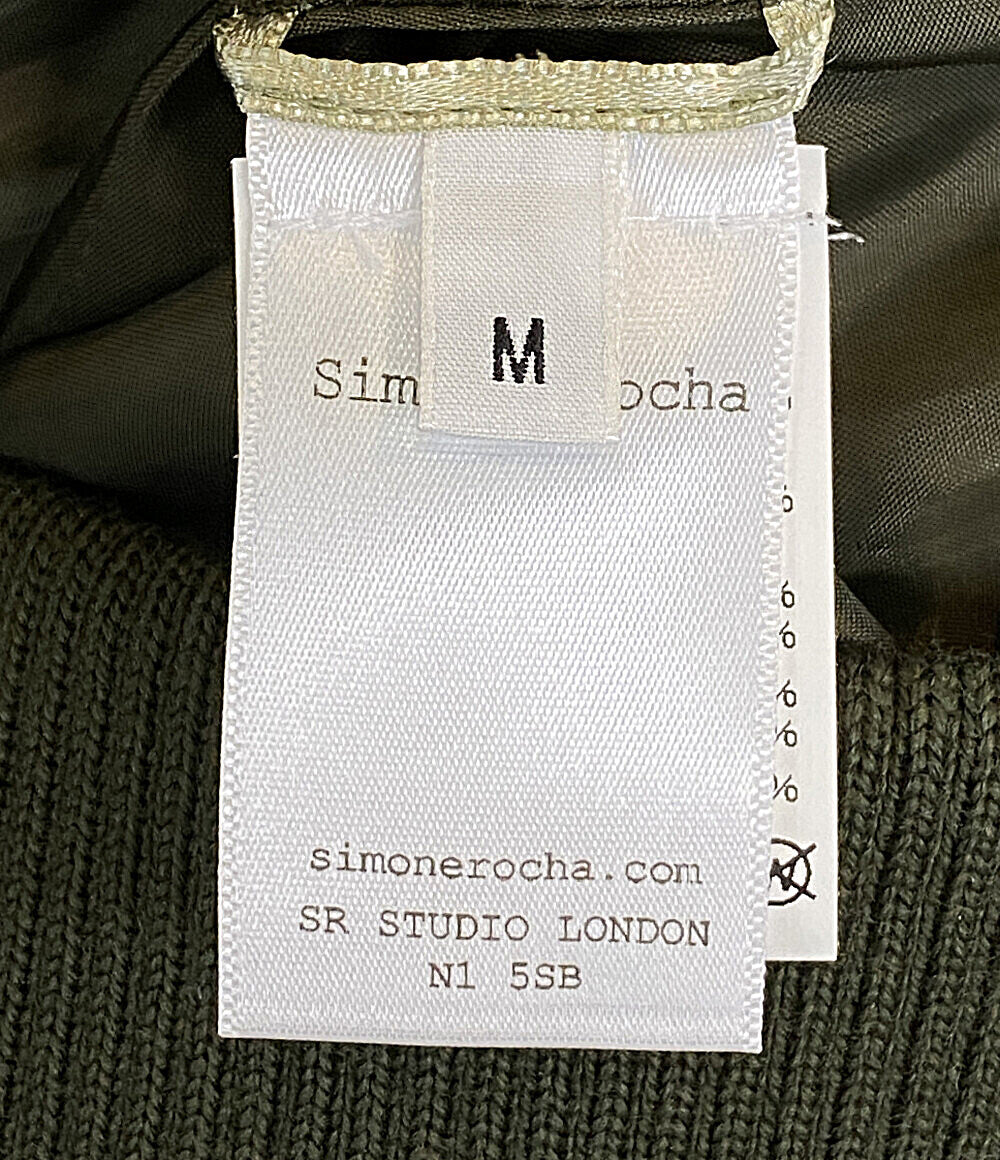 M
Sim ocha
%
%
%
%
%
%
simonerocha.com
SR STUDIO LONDON
N1 5SB